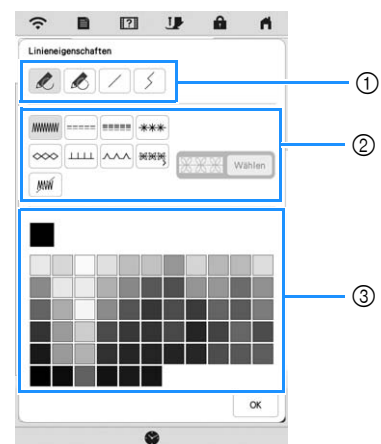 Linieneigenschaften
①
②
Wählen
③
OK